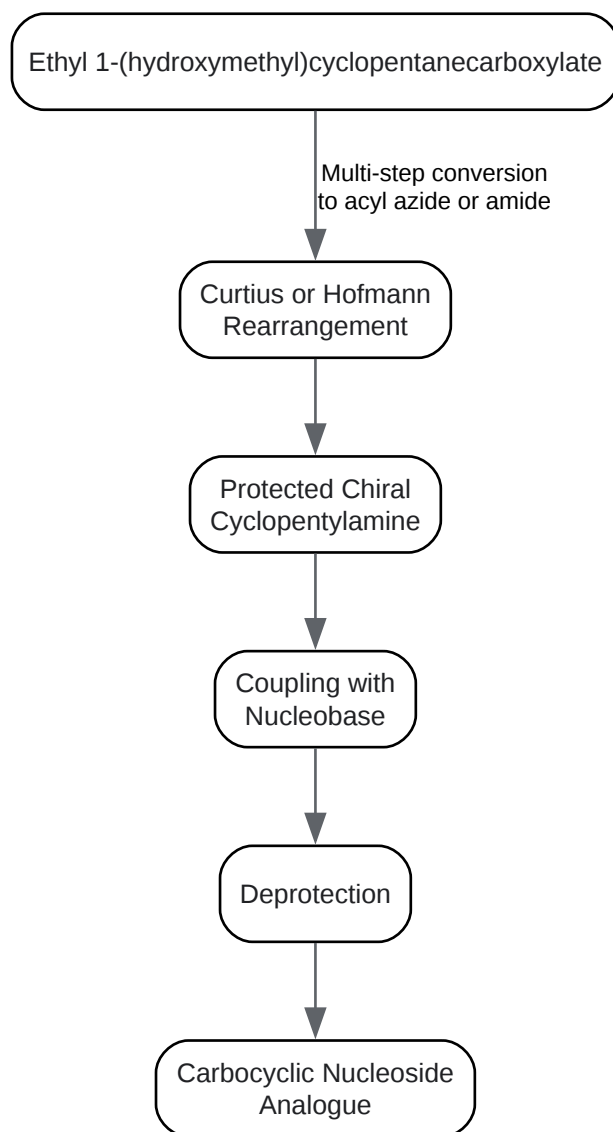 Ethyl 1-(hydroxymethyl)cyclopentanecarboxylate
Multi-step conversion
to acyl azide or amide
Curtius or Hofmann
Rearrangement
Protected Chiral
Cyclopentylamine
Coupling with
Nucleobase
Deprotection
Carbocyclic Nucleoside
Analogue